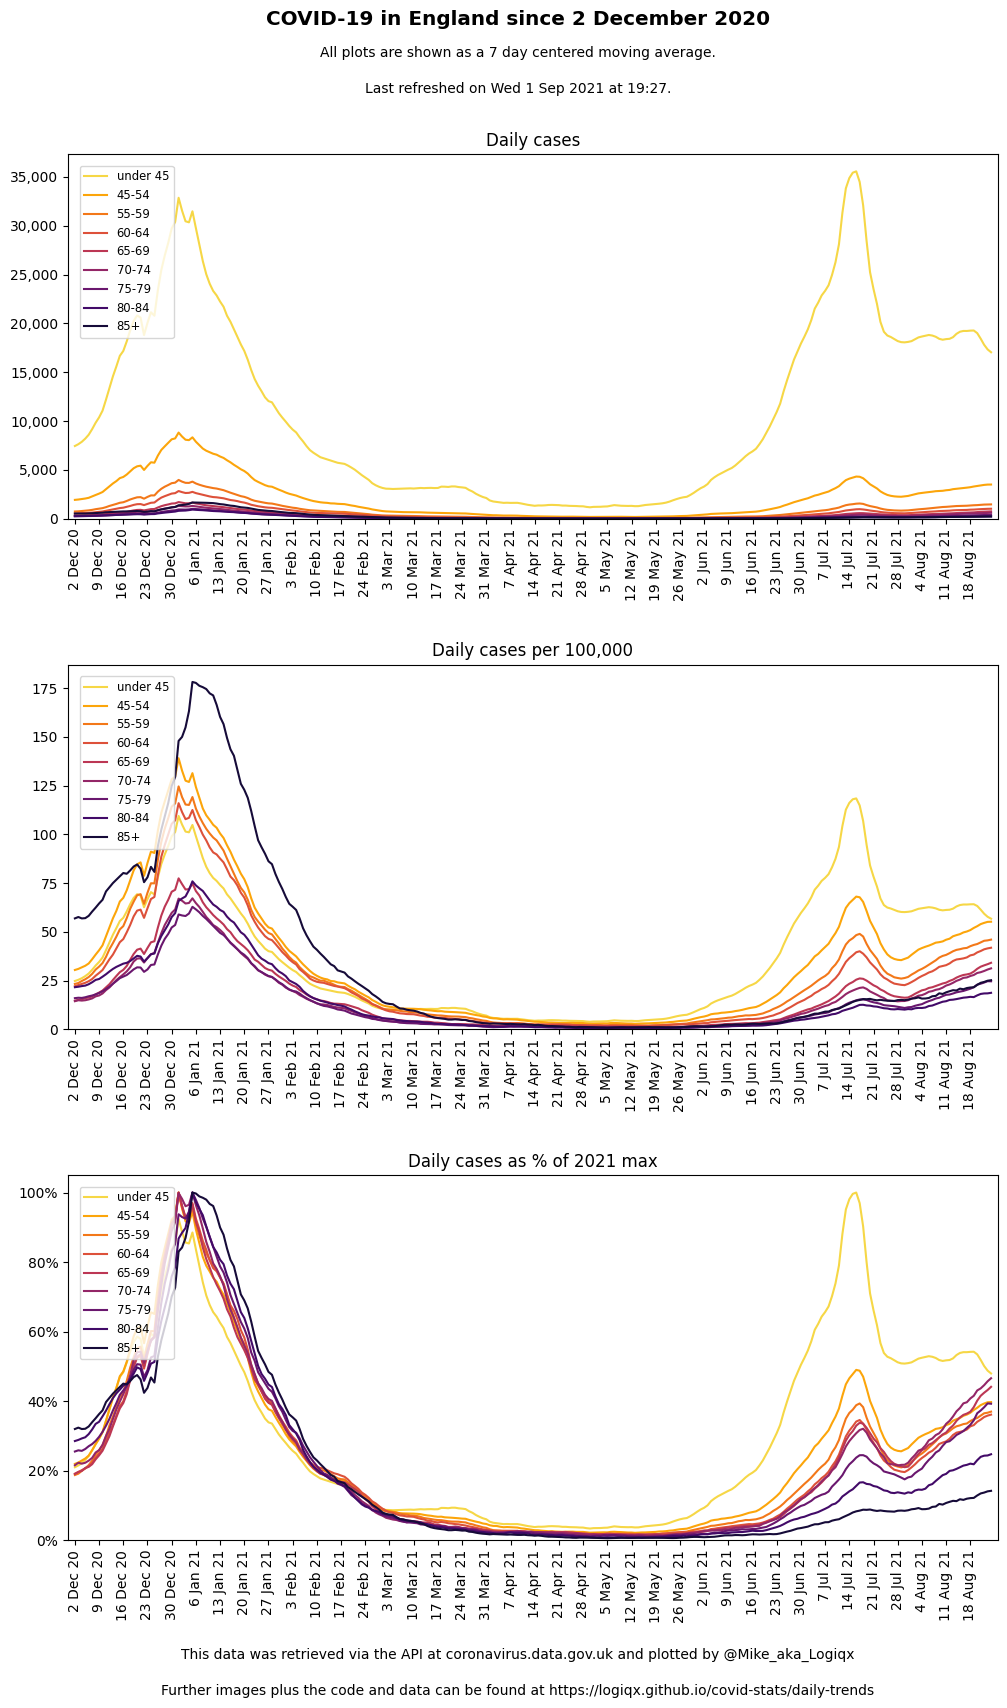 COVID-19 in England since 2 December 2020
All plots are shown as a 7 day centered moving average.
Last refreshed on Wed 1 Sep 2021 at 19:27.
Daily cases
35,000
30,000
25,000
20,000
15,000
10,000
5,000
0
under 45
45-54
55-59
60-64
65-69
70-74
75-79
80-84
85+
2 Dec 20
9 Dec 20
16 Dec 20
23 Dec 20
30 Dec 20
6 Jan 21
13 Jan 21
20 Jan 21
27 Jan 21
3 Feb 21
10 Feb 21
17 Feb 21
24 Feb 21
3 Mar 21
10 Mar 21
17 Mar 21
24 Mar 21
31 Mar 21
7 Apr 21
14 Apr 21
21 Apr 21
28 Apr 21
5 May 21
12 May 21
19 May 21
26 May 21
2 Jun 21
9 Jun 21
16 Jun 21
23 Jun 21
30 Jun 21
7 Jul 21
14 Jul 21
21 Jul 21
28 Jul 21
4 Aug 21
11 Aug 21
18 Aug 21
Daily cases per 100,000
175
150
125
100
75
50
25
0
under 45
45-54
55-59
60-64
65-69
70-74
75-79
80-84
85+
2 Dec 20
9 Dec 20
16 Dec 20
23 Dec 20
30 Dec 20
6 Jan 21
13 Jan 21
20 Jan 21
27 Jan 21
3 Feb 21
10 Feb 21
17 Feb 21
24 Feb 21
3 Mar 21
10 Mar 21
17 Mar 21
24 Mar 21
31 Mar 21
7 Apr 21
14 Apr 21
21 Apr 21
28 Apr 21
5 May 21
12 May 21
19 May 21
26 May 21
2 Jun 21
9 Jun 21
16 Jun 21
23 Jun 21
30 Jun 21
7 Jul 21
14 Jul 21
21 Jul 21
28 Jul 21
4 Aug 21
11 Aug 21
18 Aug 21
Daily cases as % of 2021 max
100%
80%
60%
40%
20%
0%
under 45
45-54
55-59
60-64
65-69
70-74
75-79
80-84
85+
2 Dec 20
9 Dec 20
16 Dec 20
23 Dec 20
30 Dec 20
6 Jan 21
13 Jan 21
20 Jan 21
27 Jan 21
3 Feb 21
10 Feb 21
17 Feb 21
24 Feb 21
3 Mar 21
10 Mar 21
17 Mar 21
24 Mar 21
31 Mar 21
7 Apr 21
14 Apr 21
21 Apr 21
28 Apr 21
5 May 21
12 May 21
19 May 21
26 May 21
2 Jun 21
9 Jun 21
16 Jun 21
23 Jun 21
30 Jun 21
7 Jul 21
14 Jul 21
21 Jul 21
28 Jul 21
4 Aug 21
11 Aug 21
18 Aug 21
This data was retrieved via the API at coronavirus.data.gov.uk and plotted by @Mike_aka_Logiqx
Further images plus the code and data can be found at https://logiqx.github.io/covid-stats/daily-trends